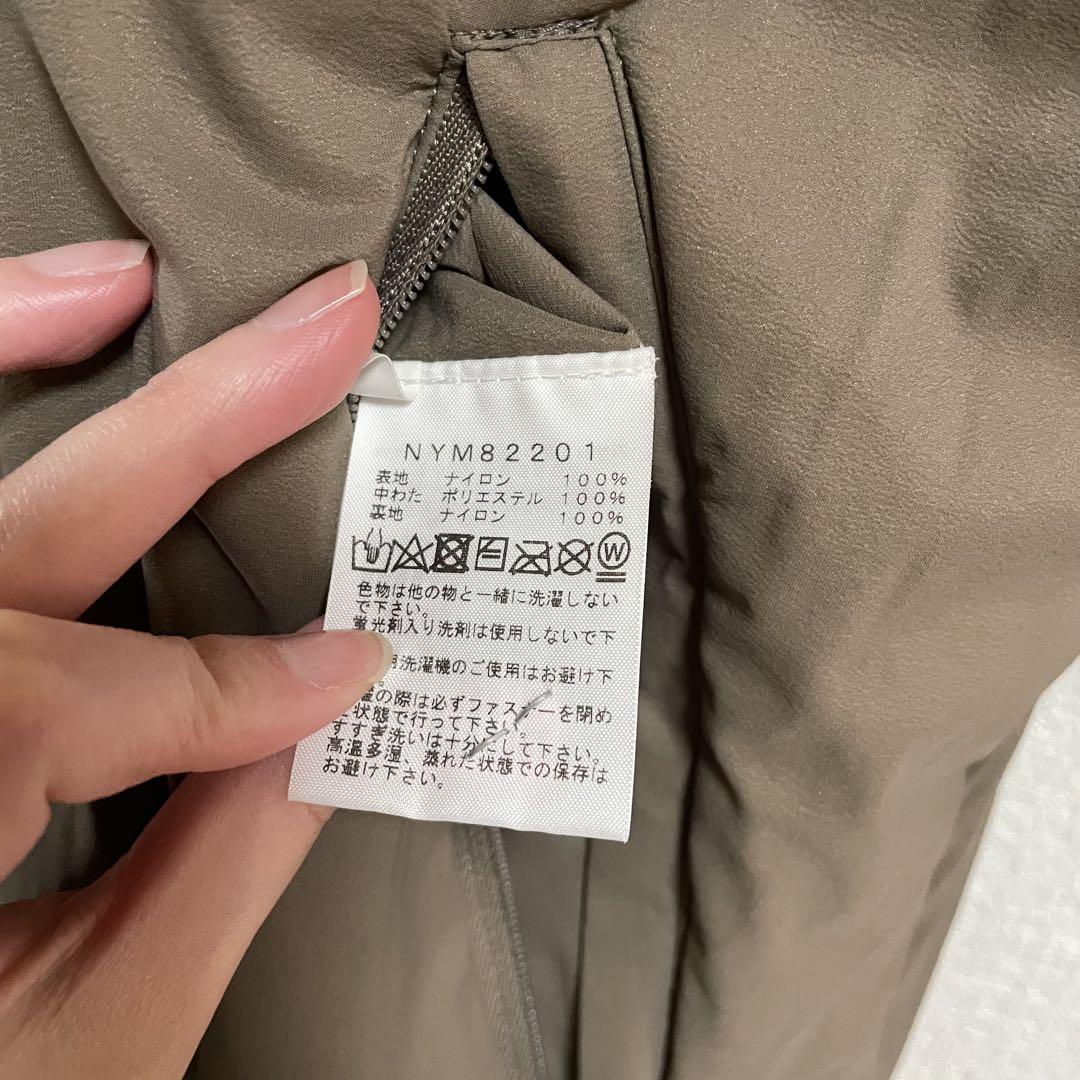 NYM82201
表地 ナイロン 100%
中わた ポリエステル 100%
裏地 ナイロン 100%
W
色物は他の物と一緒に洗濯しない
で下さい。
蛍光剤入り洗剤は使用しないで下
用洗濯機のご使用はお避け下
の際は必ずファスナーを閉め
状態で行って下さい。
すすぎ洗いは十分にして下さい。
高温多湿、蒸れた状態での保存は
お避け下さい。